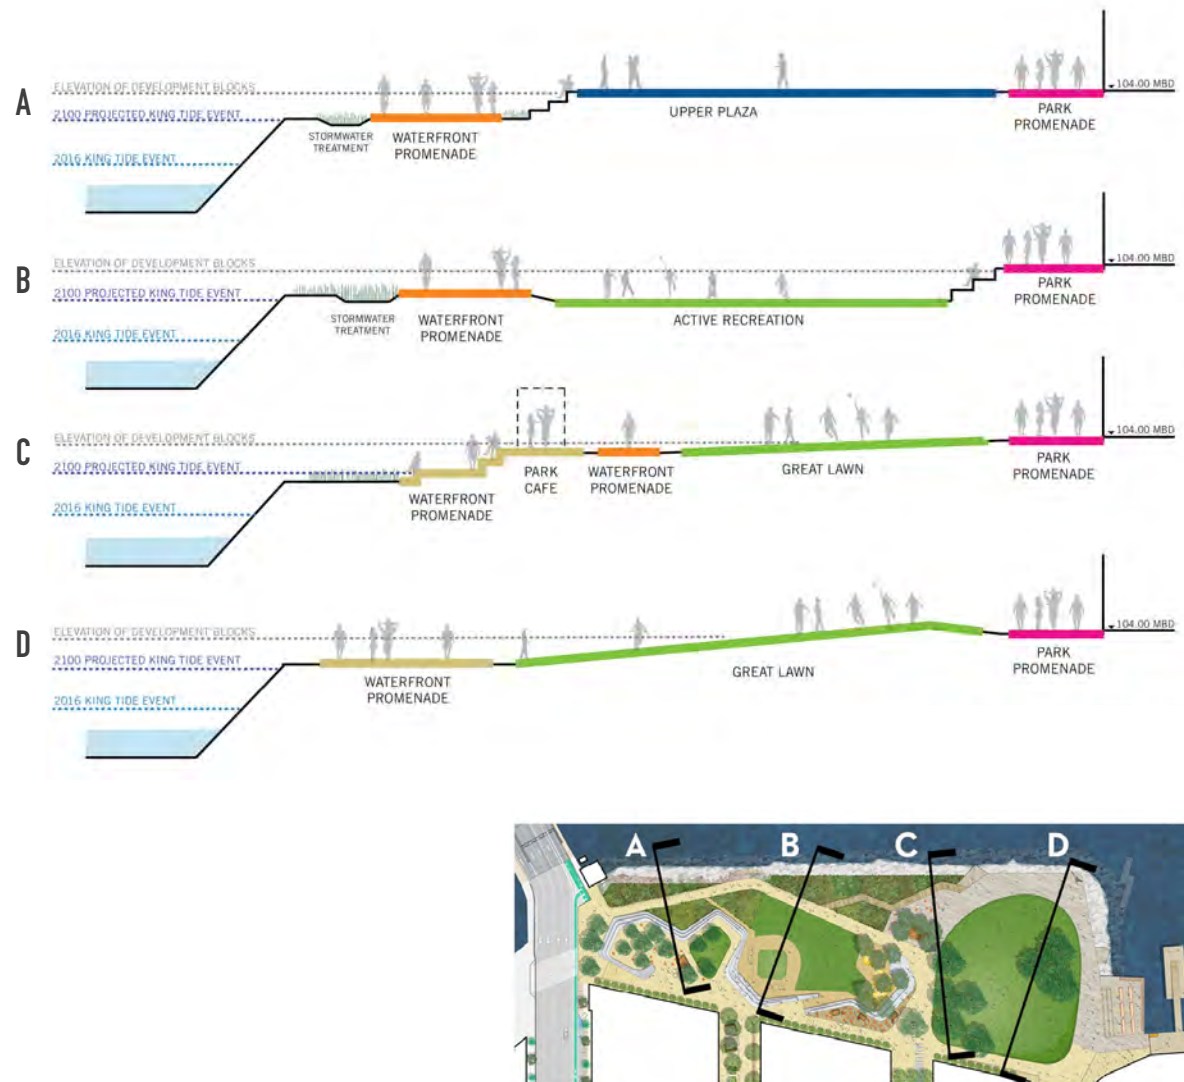 A
ELEVATION OF DEVELOPMENT BLOCKS
2100 PROJECTED KING TIDE EVENT
2016 KING TIDE EVENT
STORMWATER
TREATMENT
WATERFRONT
PROMENADE
UPPER PLAZA
PARK
PROMENADE
104.00 MBD
B
ELEVATION OF DEVELOPMENT BLOCKS
2100 PROJECTED KING TIDE EVENT
2016 KING TIDE EVENT
STORMWATER
TREATMENT
WATERFRONT
PROMENADE
ACTIVE RECREATION
PARK
PROMENADE
104.00 MBD
C
ELEVATION OF DEVELOPMENT BLOCKS
2100 PROJECTED KING TIDE EVENT
2016 KING TIDE EVENT
WATERFRONT
PROMENADE
PARK
CAFE
WATERFRONT
PROMENADE
GREAT LAWN
PARK
PROMENADE
104.00 MBD
D
ELEVATION OF DEVELOPMENT BLOCKS
2100 PROJECTED KING TIDE EVENT
2016 KING TIDE EVENT
WATERFRONT
PROMENADE
GREAT LAWN
PARK
PROMENADE
104.00 MBD
A B C D